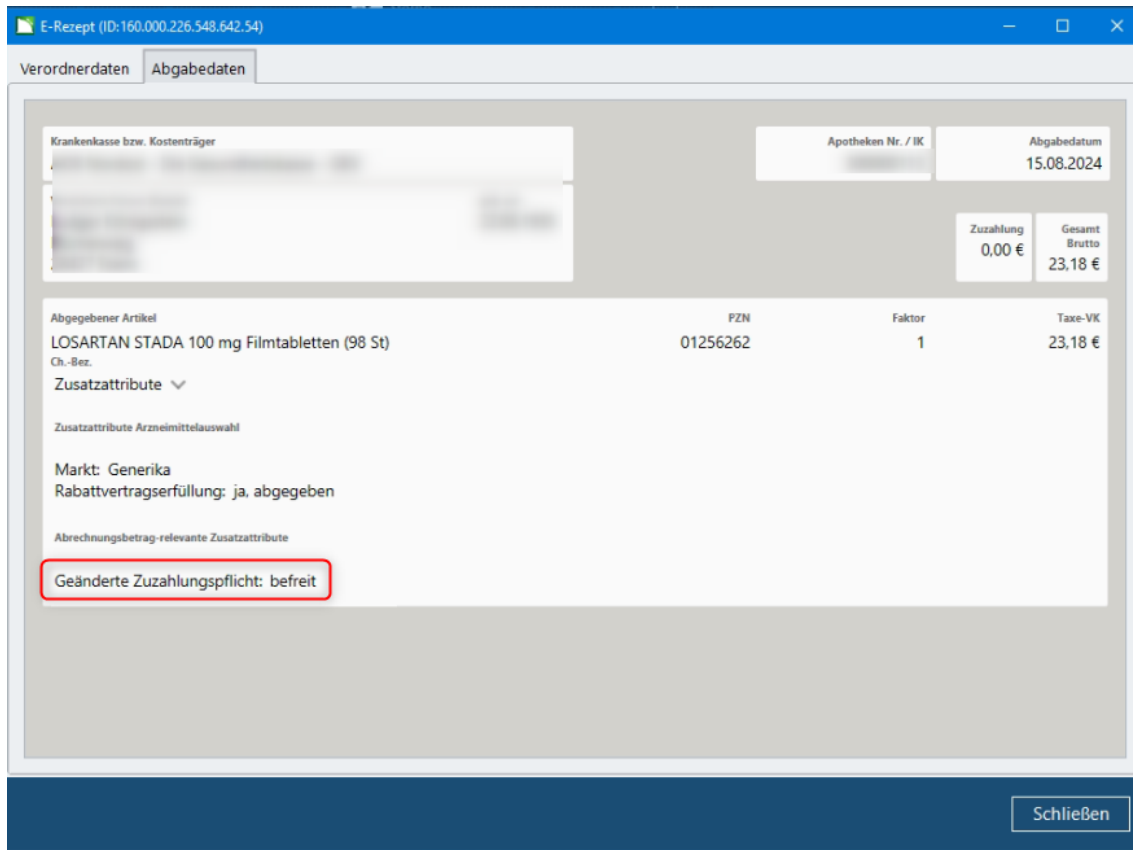 E-Rezept (ID:160.000.226.548.642.54)
Verordnerdaten Abgabedaten
Krankenkasse bzw. Kostenträger
Apotheken Nr. / IK
Abgabedatum
15.08.2024
Zuzahlung
0,00 €
Gesamt
Brutto
23,18 €
Abgegebener Artikel PZN Faktor Taxe-VK
LOSARTAN STADA 100 mg Filmtabletten (98 St) 01256262 1 23,18 €
Ch.-Bez.
Zusatzattribute
Zusatzattribute Arzneimittelauswahl
Markt: Generika
Rabattvertragserfüllung: ja, abgegeben
Abrechnungsbetrag-relevante Zusatzattribute
Geänderte Zuzahlungspflicht: befreit
Schließen